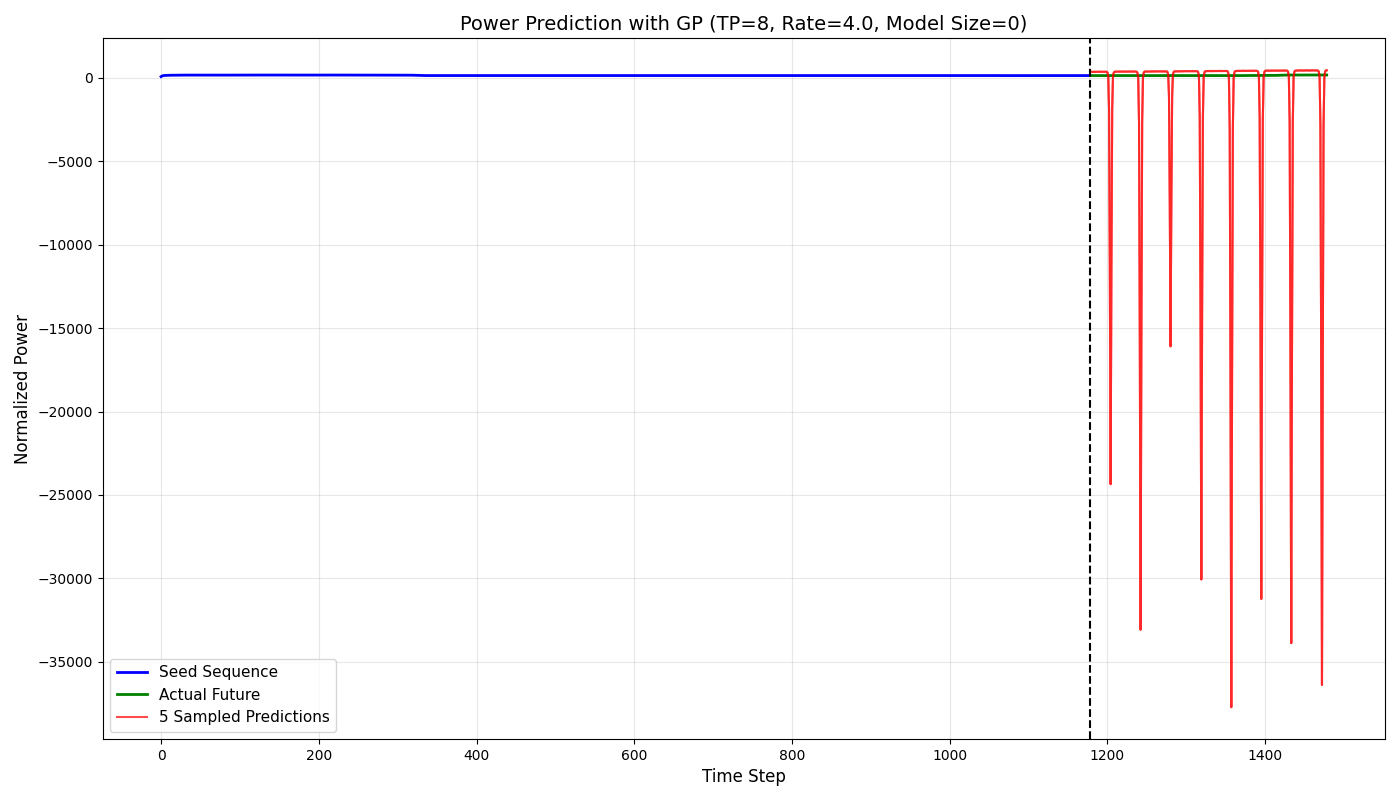 Power Prediction with GP (TP=8, Rate=4.0, Model Size=0)
Normalized Power
0
−5000
−10000
−15000
−20000
−25000
−30000
−35000
Seed Sequence
Actual Future
5 Sampled Predictions
0 200 400 600 800 1000 1200 1400
Time Step